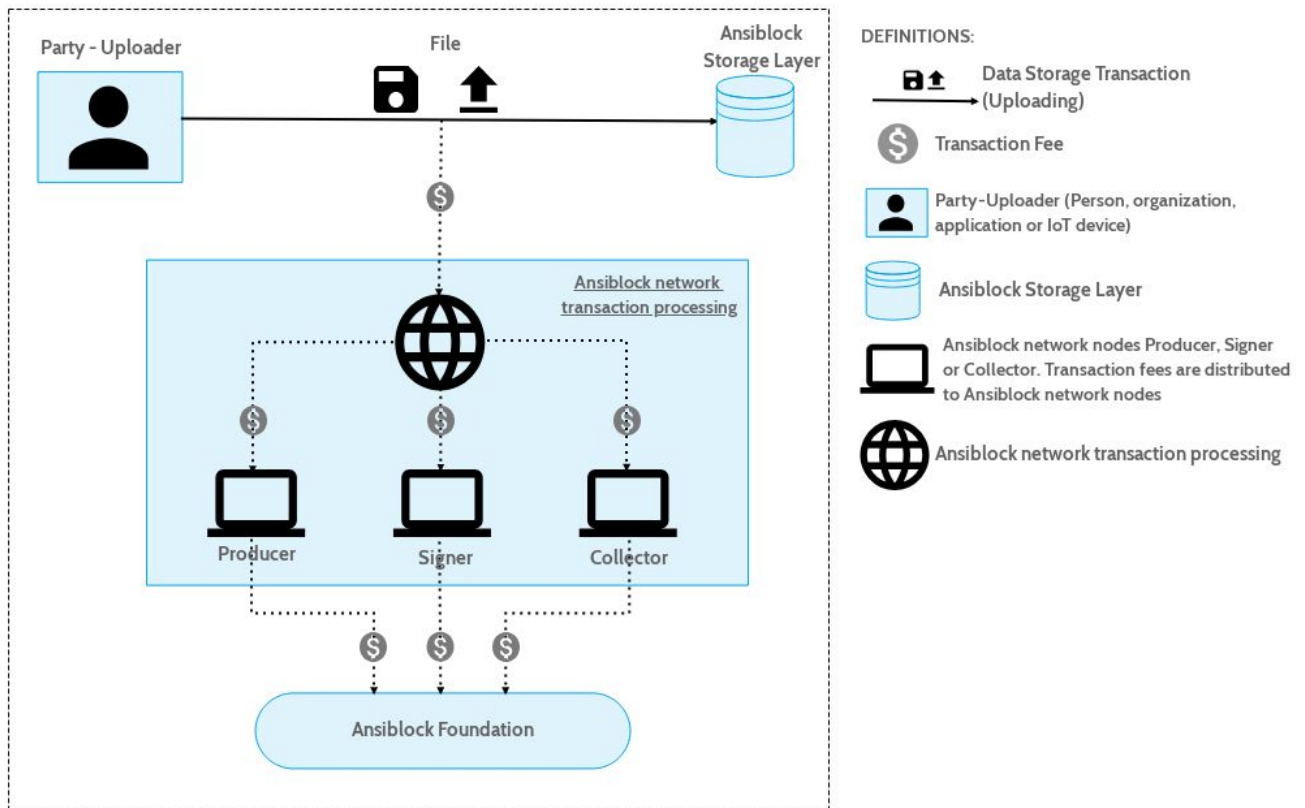 Party - Uploader
File
Ansiblock
Storage Layer
$
Ansiblock network
transaction processing
$ $ $
Producer
Signer
Collector
$ $ $
Ansiblock Foundation
DEFINITIONS:
Data Storage Transaction
(Uploading)
$ Transaction Fee
Party-Uploader (Person, organization,
application or IoT device)
Ansiblock Storage Layer
Ansiblock network nodes Producer, Signer
or Collector. Transaction fees are distributed
to Ansiblock network nodes
Ansiblock network transaction processing